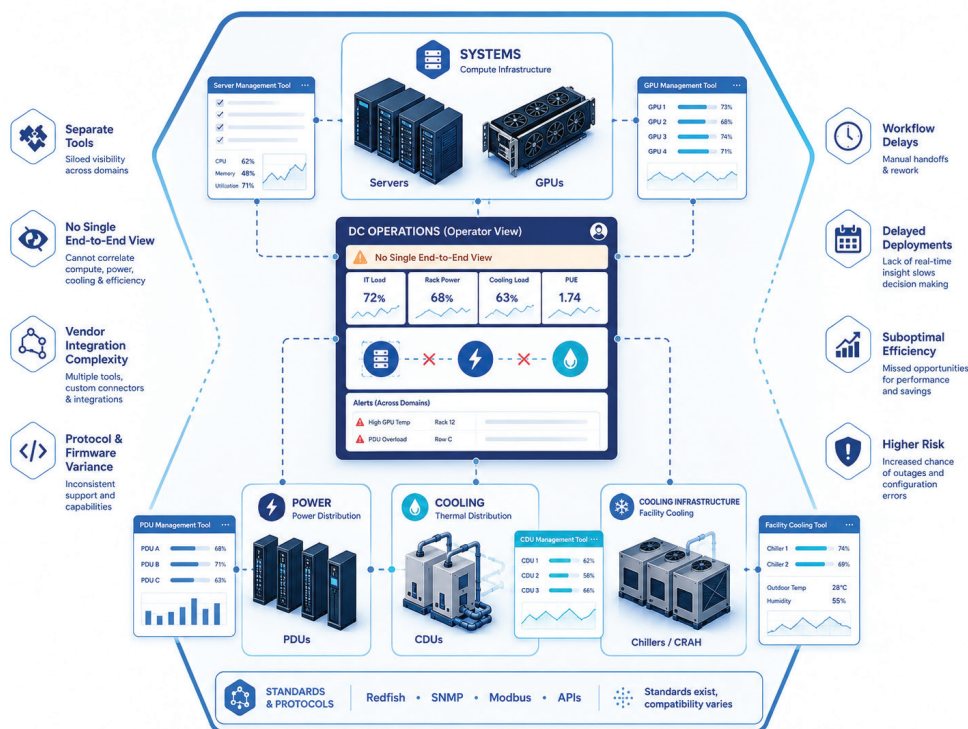 SYSTEMS
Compute Infrastructure
Servers
GPUs
Server Management Tool
CPU 62%
Memory 48%
Utilization 71%
GPU Management Tool
GPU 1 73%
GPU 2 68%
GPU 3 74%
GPU 4 71%
Separate
Tools
Siloed visibility
across domains
No Single
End-to-End View
Cannot correlate
compute, power,
cooling & efficiency
Vendor
Integration
Complexity
Multiple tools,
custom connectors
& integrations
Protocol &
Firmware
Variance
Inconsistent
support and
capabilities
DC OPERATIONS (Operator View)
No Single End-to-End View
IT Load
72%
Rack Power
68%
Cooling Load
63%
PUE
1.74
Alerts (Across Domains)
High GPU Temp Rack 12
PDU Overload Row C
Workflow
Delays
Manual handoffs
& rework
Delayed
Deployments
Lack of real-time
insight slows
decision making
Suboptimal
Efficiency
Missed opportunities
for performance
and savings
Higher Risk
Increased chance
of outages and
configuration
errors
PDU Management Tool
PDU A 68%
PDU B 71%
PDU C 63%
POWER
Power Distribution
PDUs
COOLING
Thermal Distribution
CDUs
CDU Management Tool
CDU 1 62%
CDU 2 58%
CDU 3 66%
COOLING INFRASTRUCTURE
Facility Cooling
Chillers / CRAH
Facility Cooling Tool
Chiller 1 74%
Chiller 2 69%
Outdoor Temp 28°C
Humidity 55%
STANDARDS
& PROTOCOLS
Redfish • SNMP • Modbus • APIs
Standards exist,
compatibility varies